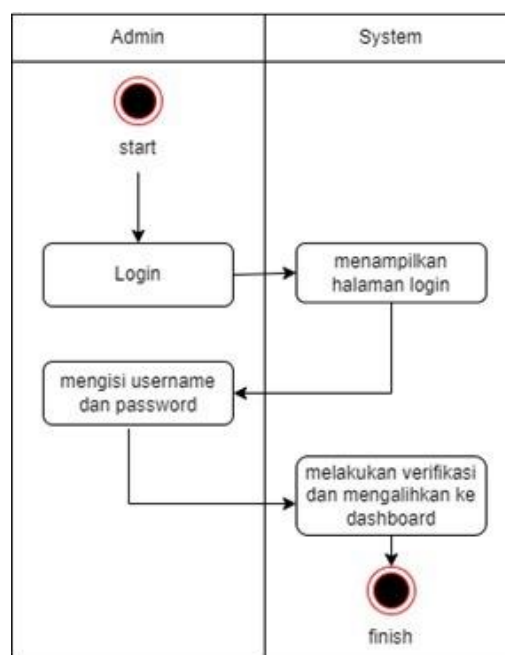 Admin
System
start
Login
menampilkan
halaman login
mengisi username
dan password
melakukan verifikasi
dan mengalihkan ke
dashboard
finish